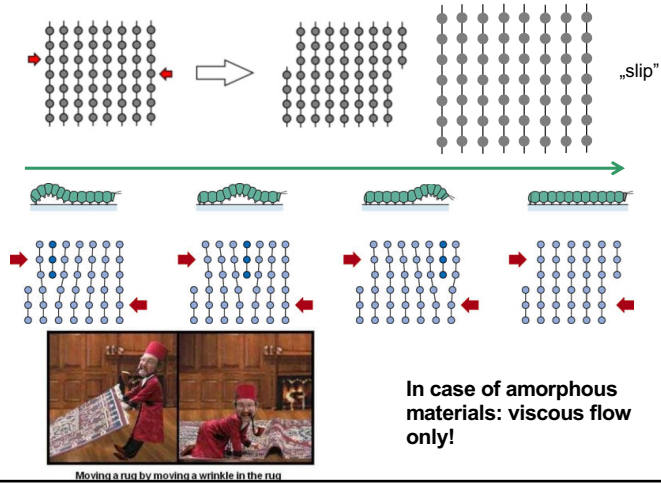 „slip”
In case of amorphous
materials: viscous flow
only!
Moving a rug by moving a wrinkle in the rug